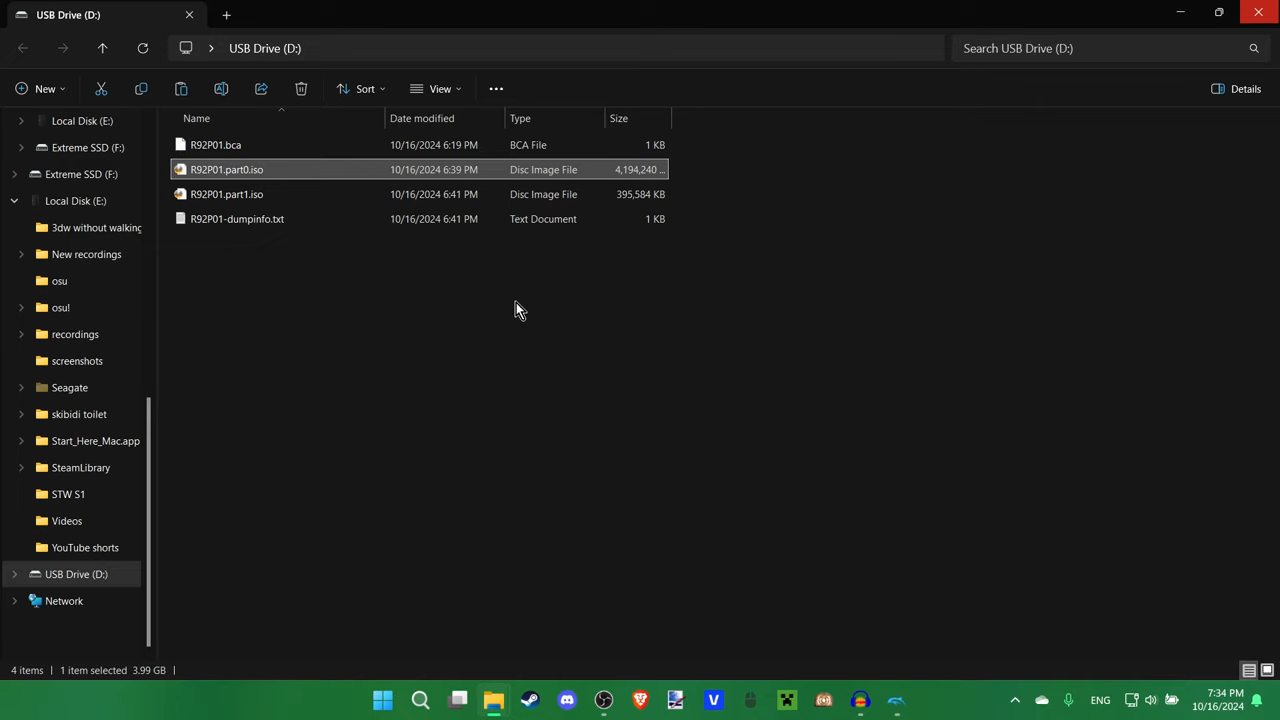 USB Drive (D:)
USB Drive (D:)
Search USB Drive (D:)
New
Sort
View
Details
Name Date modified Type Size
R92P01.bca 10/16/2024 6:19 PM BCA File 1 KB
R92P01.part0.iso 10/16/2024 6:39 PM Disc Image File 4,194,240 ...
R92P01.part1.iso 10/16/2024 6:41 PM Disc Image File 395,584 KB
R92P01-dumpinfo.txt 10/16/2024 6:41 PM Text Document 1 KB
Local Disk (E:)
Extreme SSD (F:)
Extreme SSD (F:)
Local Disk (E:)
3dw without walking
New recordings
osu
osu!
recordings
screenshots
Seagate
skibidi toilet
Start_Here_Mac.app
SteamLibrary
STW S1
Videos
YouTube shorts
USB Drive (D:)
Network
4 items 1 item selected 3.99 GB
V
ENG
7:34 PM
10/16/2024